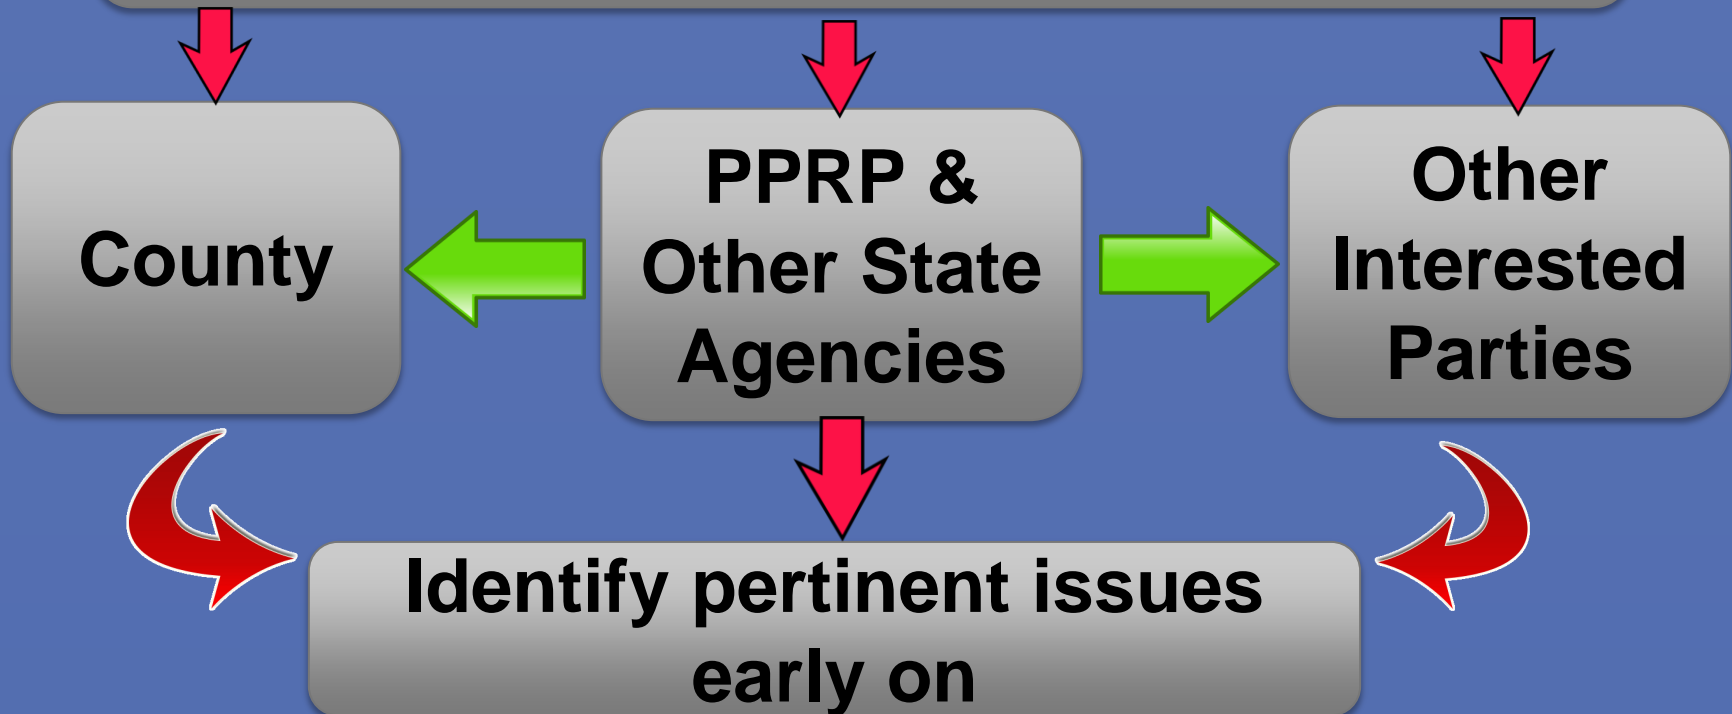 County
PPRP &
Other State
Agencies
Other
Interested
Parties
Identify pertinent issues
early on